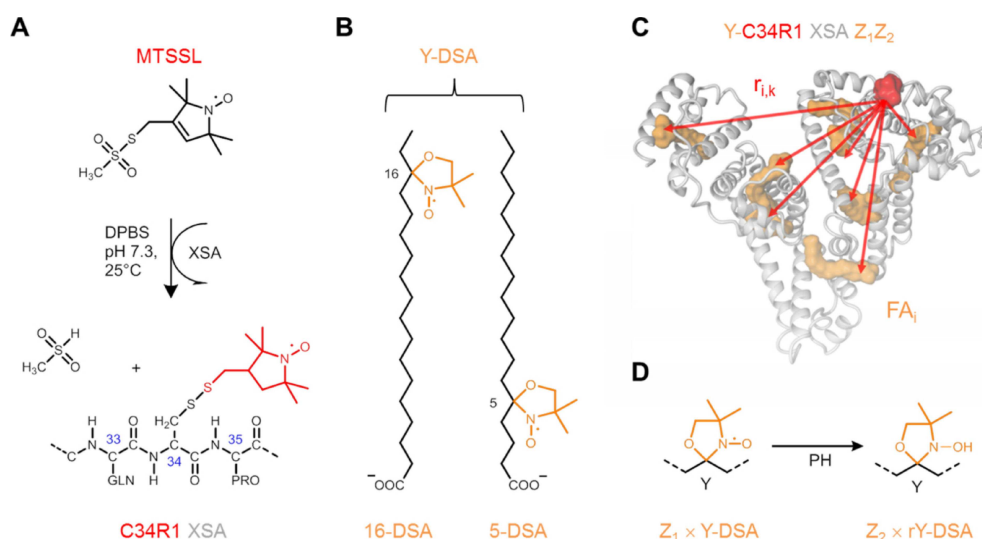 A
MTSSL
N
O
S
O
S
O
H3C
DPBS
pH 7.3,
25°C
XSA
O
H
S
H3C
O
+
N
O
S
S
H2C
H
33
O
H
35
O
N
N
C
N
34
N
H
O
GLN
PRO
C34R1 XSA
B
Y-DSA
16
O
N
O
5
O
N
O
−OOC
COO−
16-DSA
5-DSA
C
Y-C34R1 XSA Z1Z2
ri,k
FAi
D
O
N
O
Y
PH
O
N
OH
Y
Z1 × Y-DSA
Z2 × rY-DSA